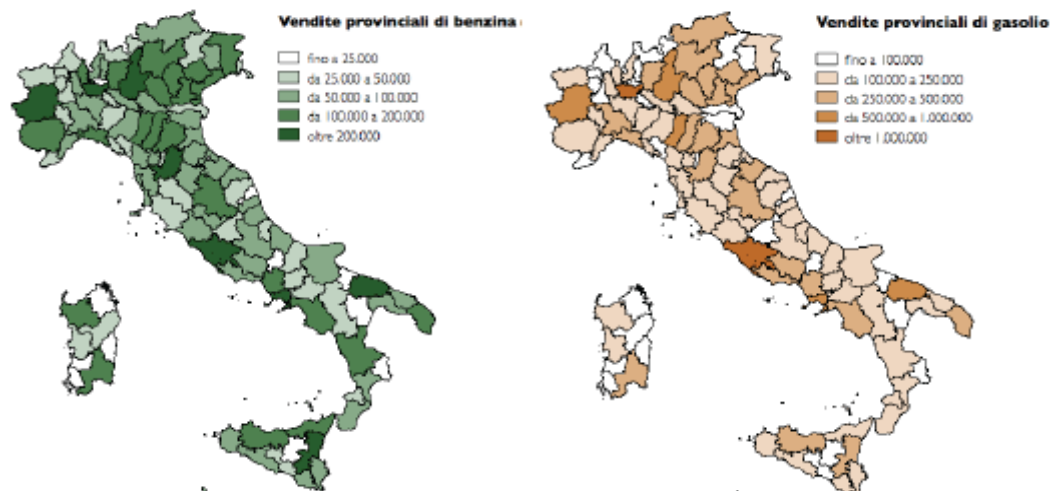 Vendite provinciali di benzina
fino a 25.000
da 25.000 a 50.000
da 50.000 a 100.000
da 100.000 a 200.000
oltre 200.000
Vendite provinciali di gasolio
fino a 100.000
da 100.000 a 250.000
da 250.000 a 500.000
da 500.000 a 1.000.000
oltre 1.000.000